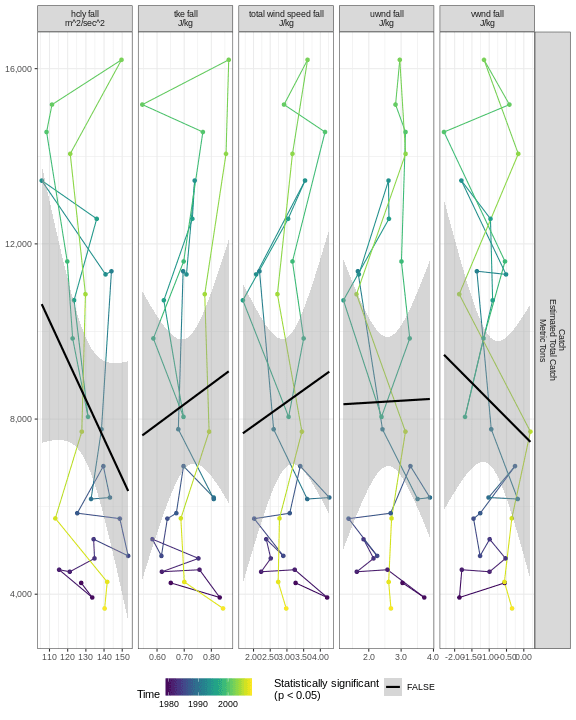 hdy fall
m^2/sec^2
tke fall
J/kg
total wind speed fall
J/kg
uwnd fall
J/kg
vwnd fall
J/kg
16,000
12,000
8,000
4,000
Catch
Estimated Total Catch
Metric Tons
110 120 130 140 150
0.60 0.70 0.80
2.00 2.50 3.00 3.50 4.00
2.0 3.0 4.0
-2.00 -1.50 -1.00 -0.50 0.00
Time
1980 1990 2000
Statistically significant
(p < 0.05)
FALSE